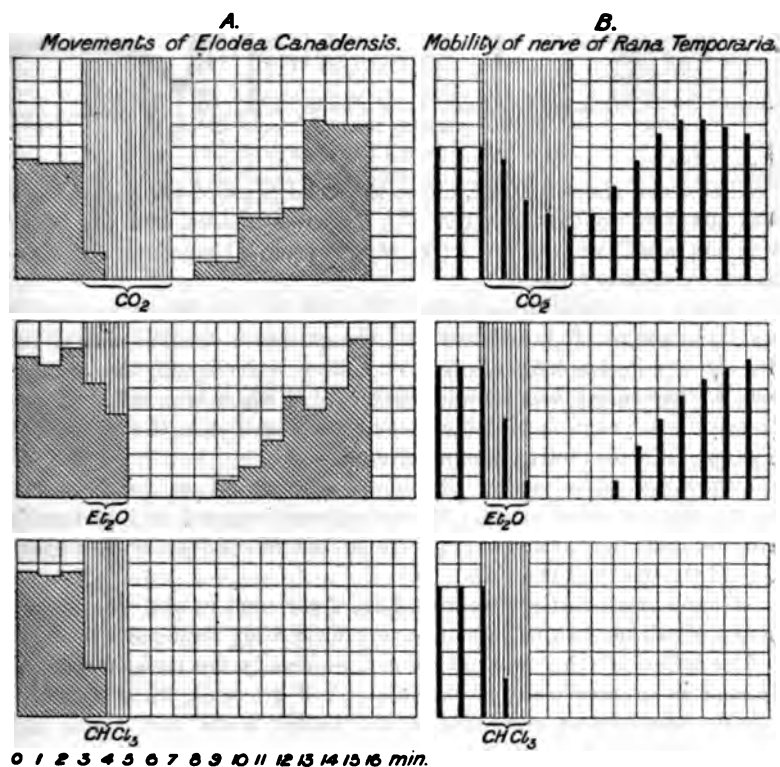 A.
B.
Movements of Elodea Canadensis.
Mobility of nerve of Rana Temporaria.
CO₂
CO₂
Et₂O
Et₂O
CHCl₃
CHCl₃
0 1 2 3 4 5 6 7 8 9 10 11 12 13 14 15 16 min.